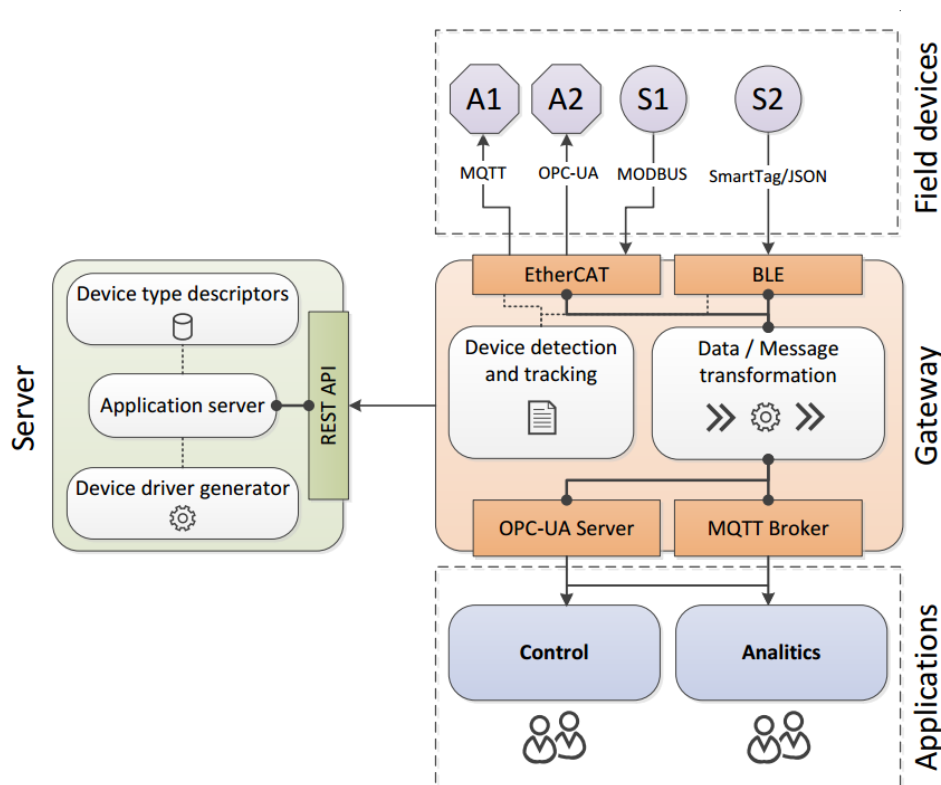 A1
A2
S1
S2
MQTT
OPC-UA
MODBUS
SmartTag/JSON
Field devices
EtherCAT
BLE
Device detection
and tracking
Data / Message
transformation
Gateway
OPC-UA Server
MQTT Broker
Server
Device type descriptors
Application server
Device driver generator
REST API
Control
Analitics
Applications